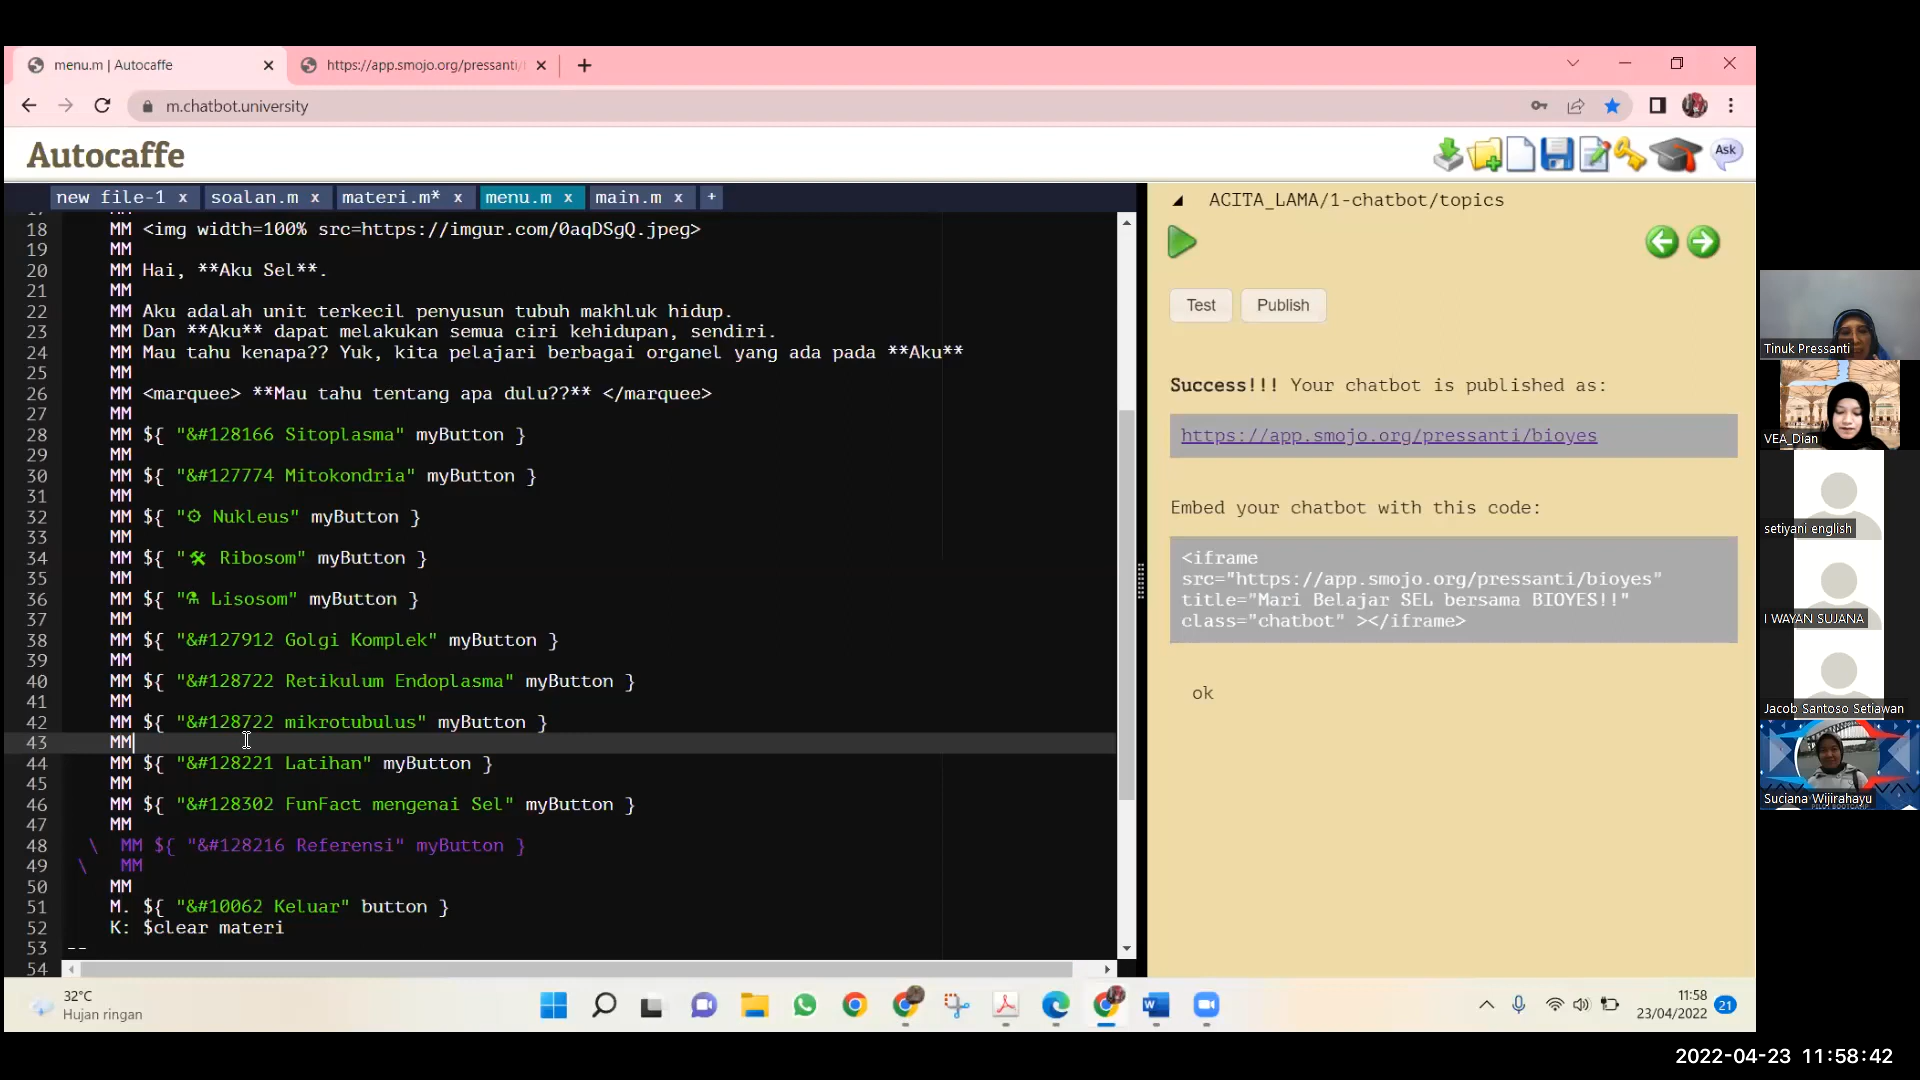 menu.m | Autocaffe
https://app.smojo.org/pressanti/
m.chatbot.university
Autocaffe
Ask
new file-1 x
soalan.m x
materi.m* x
menu.m x
main.m x
+
18 MM <img width=100% src=https://imgur.com/0aqDSgQ.jpeg>
19 MM
20 MM Hai, **Aku Sel**.
21 MM
22 MM Aku adalah unit terkecil penyusun tubuh makhluk hidup.
23 MM Dan **Aku** dapat melakukan semua ciri kehidupan, sendiri.
24 MM Mau tahu kenapa?? Yuk, kita pelajari berbagai organel yang ada pada **Aku**
25 MM
26 MM <marquee> **Mau tahu tentang apa dulu??** </marquee>
27 MM
28 MM ${ "&#128166 Sitoplasma" myButton }
29 MM
30 MM ${ "&#127774 Mitokondria" myButton }
31 MM
32 MM ${ "⚙ Nukleus" myButton }
33 MM
34 MM ${ "🛠 Ribosom" myButton }
35 MM
36 MM ${ "⚗ Lisosom" myButton }
37 MM
38 MM ${ "&#127912 Golgi Komplek" myButton }
39 MM
40 MM ${ "&#128722 Retikulum Endoplasma" myButton }
41 MM
42 MM ${ "&#128722 mikrotubulus" myButton }
43 MM
44 MM ${ "&#128221 Latihan" myButton }
45 MM
46 MM ${ "&#128302 FunFact mengenai Sel" myButton }
47 MM
48 \ MM ${ "&#128216 Referensi" myButton }
49 \ MM
50 MM
51 M. ${ "&#10062 Keluar" button }
52 K: $clear materi
53 --
54
ACITA_LAMA/1-chatbot/topics
Test
Publish
Success!!! Your chatbot is published as:
https://app.smojo.org/pressanti/bioyes
Embed your chatbot with this code:
<iframe
src="https://app.smojo.org/pressanti/bioyes"
title="Mari Belajar SEL bersama BIOYES!!"
class="chatbot" ></iframe>
ok
Tinuk Pressanti
VEA_Dian
setiyani english
I WAYAN SUJANA
Jacob Santoso Setiawan
Suciana Wijirahayu
32°C
Hujan ringan
11:58
23/04/2022
21
2022-04-23 11:58:42